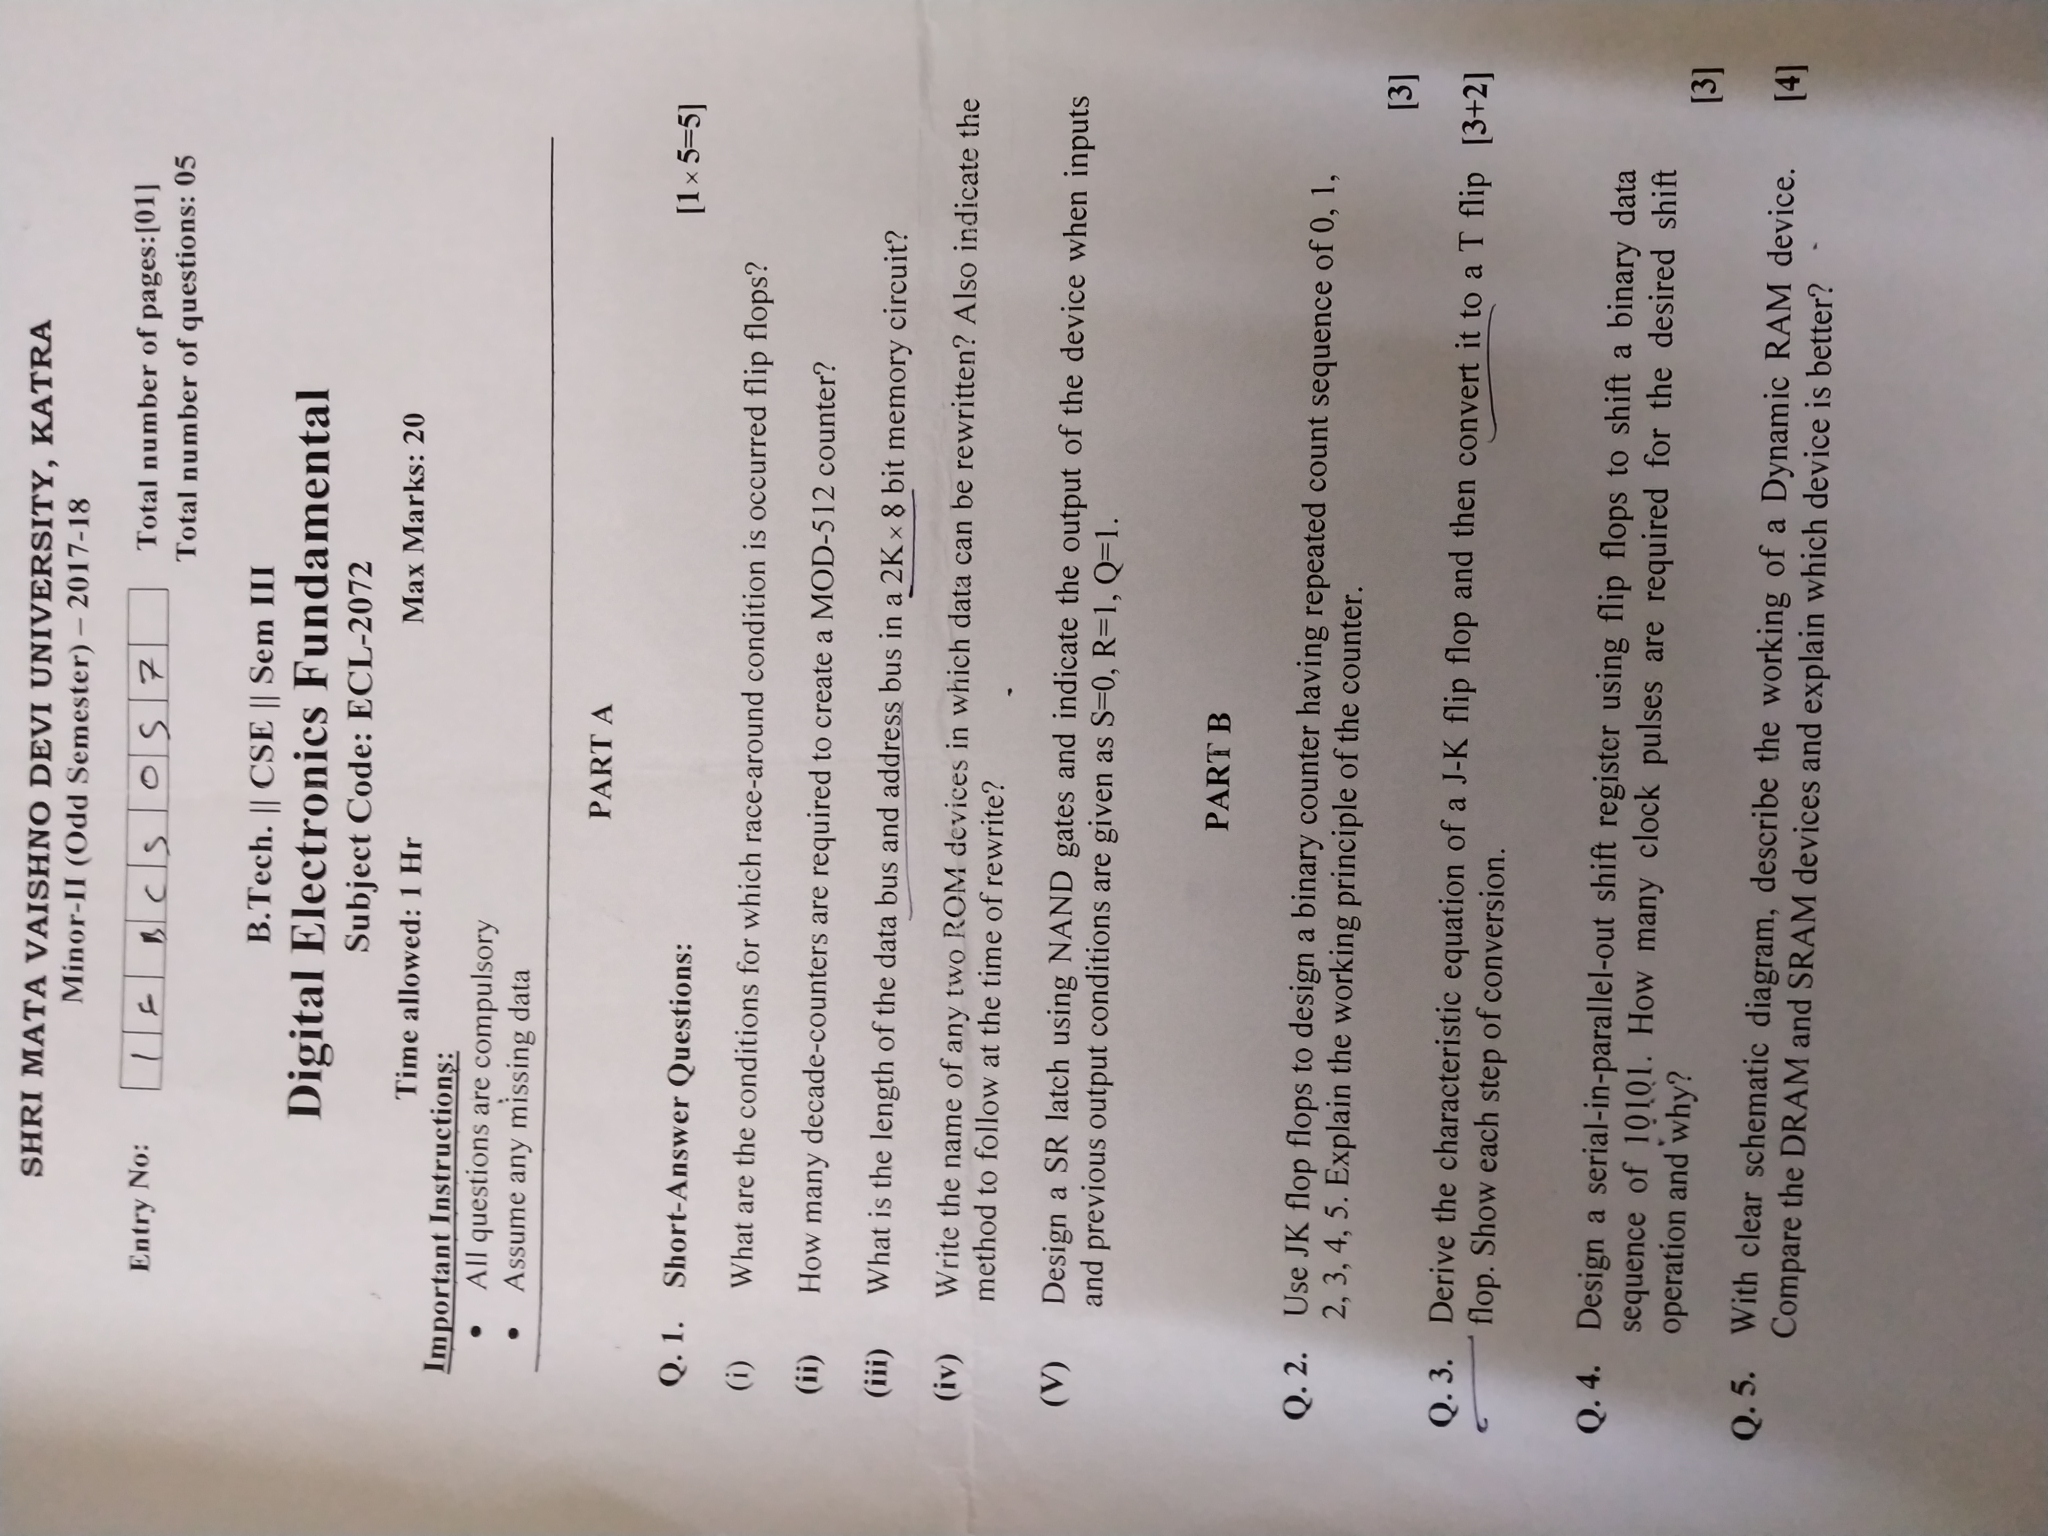 SHRI MATA VAISHNO DEVI UNIVERSITY, KATRA
Minor-II (Odd Semester) – 2017-18
Entry No: BCS057 Total number of pages:[01]
Total number of questions: 05
B.Tech. || CSE || Sem III
Digital Electronics Fundamental
Subject Code: ECL-2072
Time allowed: 1 Hr Max Marks: 20
Important Instructions:
• All questions are compulsory
• Assume any missing data
PART A
Q. 1. Short-Answer Questions: [1 × 5=5]
(i) What are the conditions for which race-around condition is occurred flip flops?
(ii) How many decade-counters are required to create a MOD-512 counter?
(iii) What is the length of the data bus and address bus in a 2K × 8 bit memory circuit?
(iv) Write the name of any two ROM devices in which data can be rewritten? Also indicate the
method to follow at the time of rewrite?
(V) Design a SR latch using NAND gates and indicate the output of the device when inputs
and previous output conditions are given as S=0, R=1, Q=1.
PART B
Q. 2. Use JK flop flops to design a binary counter having repeated count sequence of 0, 1,
2, 3, 4, 5. Explain the working principle of the counter.
[3]
Q. 3. Derive the characteristic equation of a J-K flip flop and then convert it to a T flip [3+2]
flop. Show each step of conversion.
Q. 4. Design a serial-in-parallel-out shift register using flip flops to shift a binary data
sequence of 10101. How many clock pulses are required for the desired shift
operation and why?
[3]
Q. 5. With clear schematic diagram, describe the working of a Dynamic RAM device. [4]
Compare the DRAM and SRAM devices and explain which device is better?